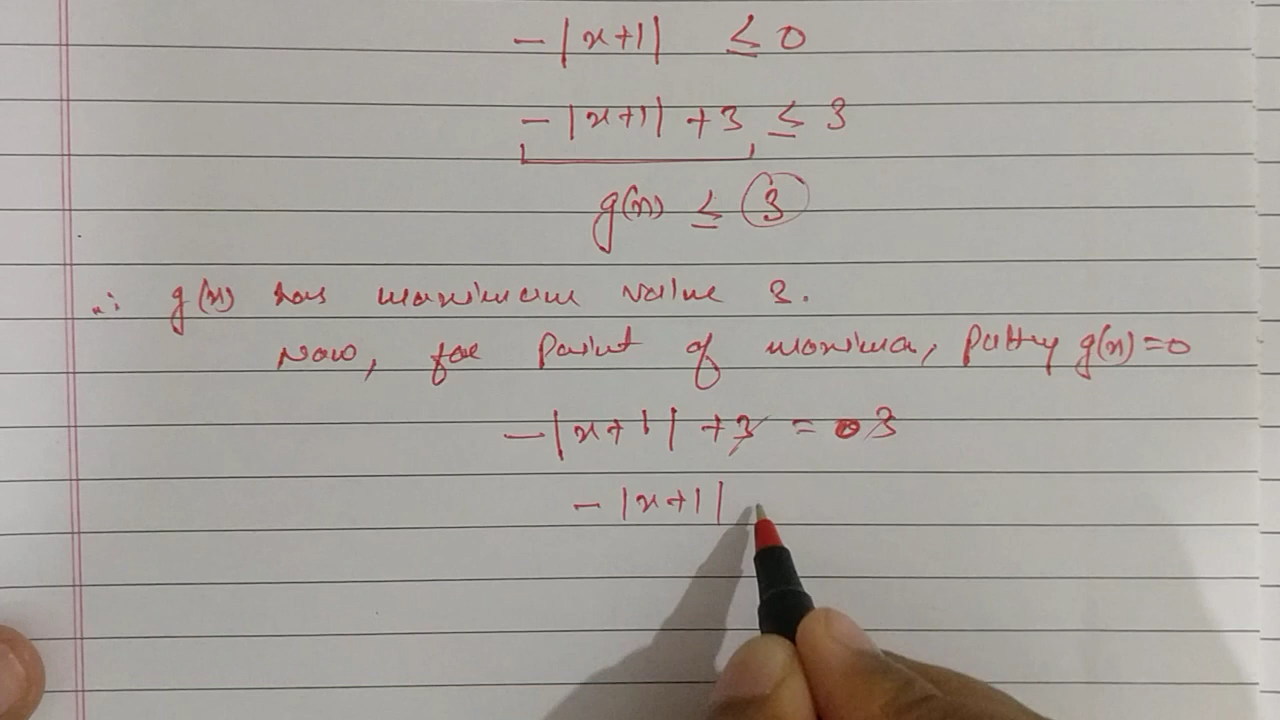 -|x+1| ≤ 0
-|x+1| +3 ≤ 3
g(x) ≤ 3
∴ g(x) has maximum value 3.
Now, for point of maxima, putting g(x)=0
-|x+1| +3 = 3
-|x+1|